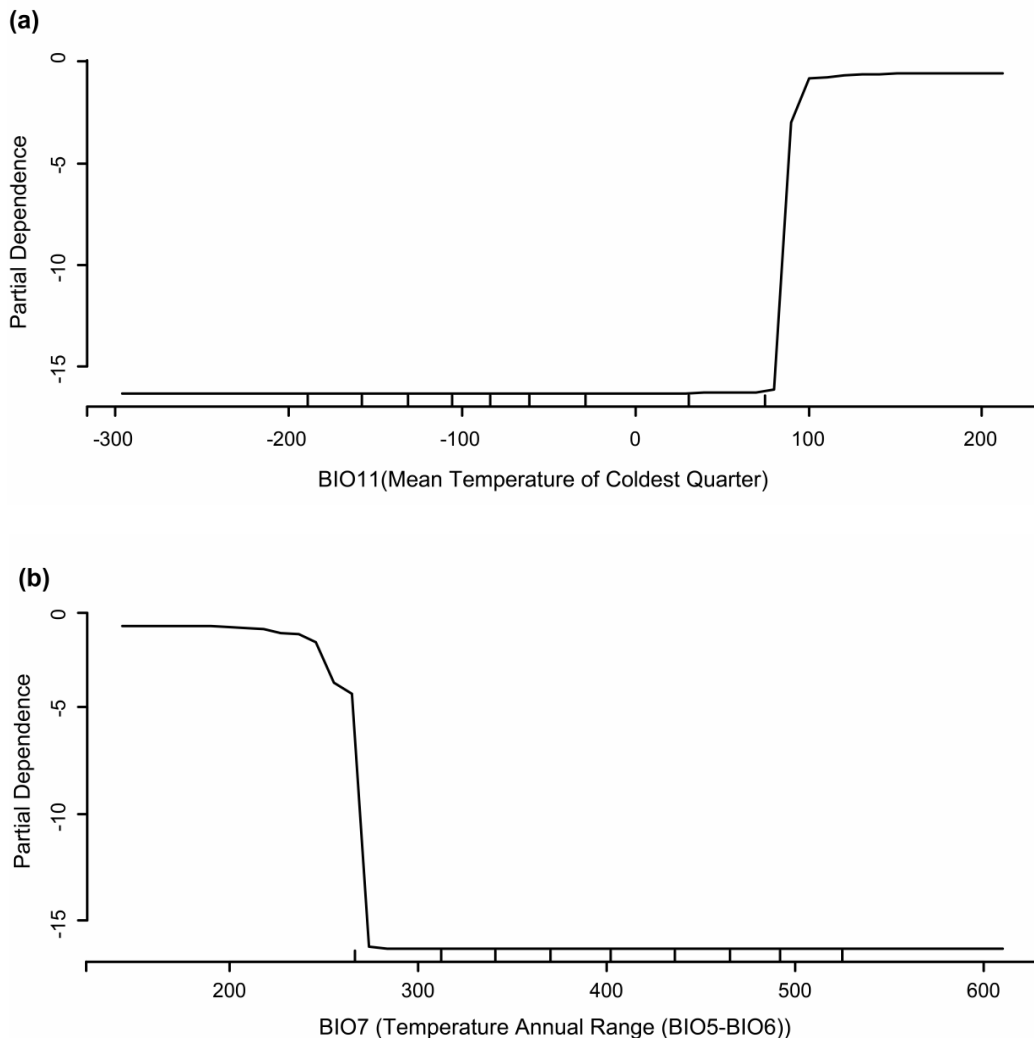 (a)
0
-5
-10
-15
Partial Dependence
-300 -200 -100 0 100 200
BIO11(Mean Temperature of Coldest Quarter)
(b)
0
-5
-10
-15
Partial Dependence
200 300 400 500 600
BIO7 (Temperature Annual Range (BIO5-BIO6))